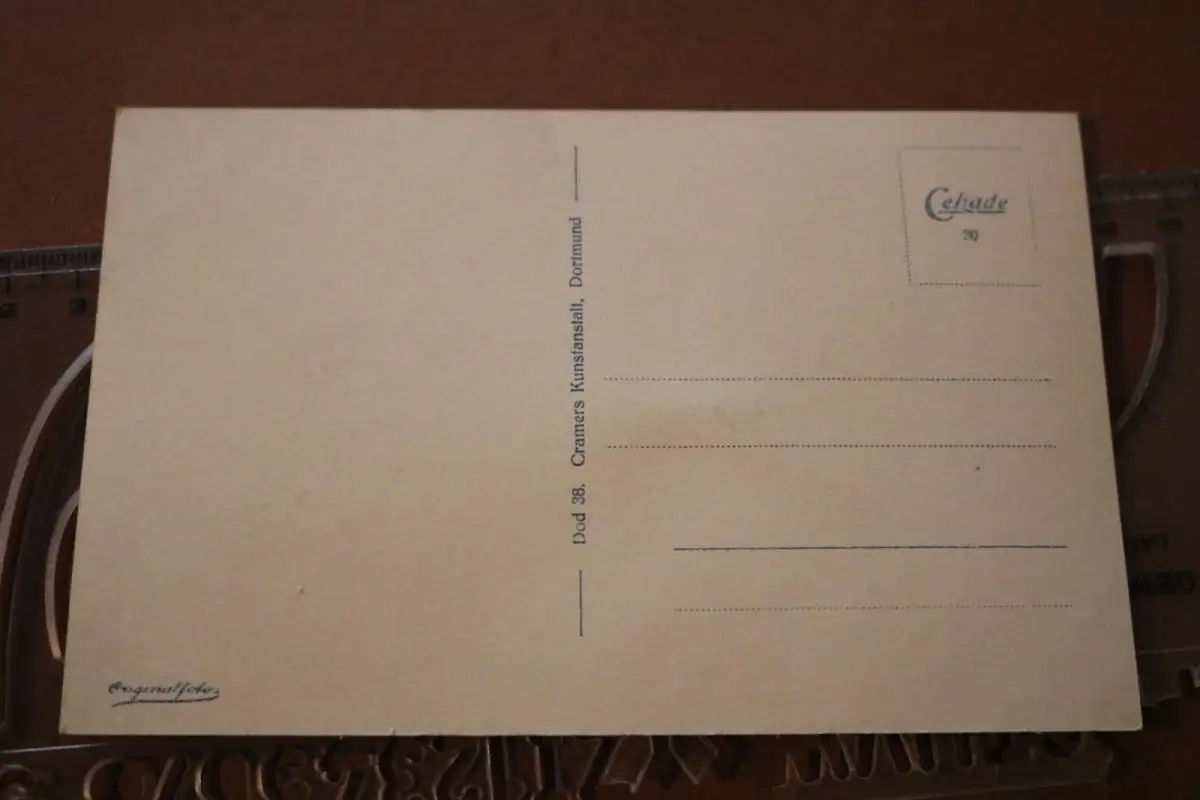 Dod 38. Cramers Kunstanstalt, Dortmund
Cekade
30
Originalfoto